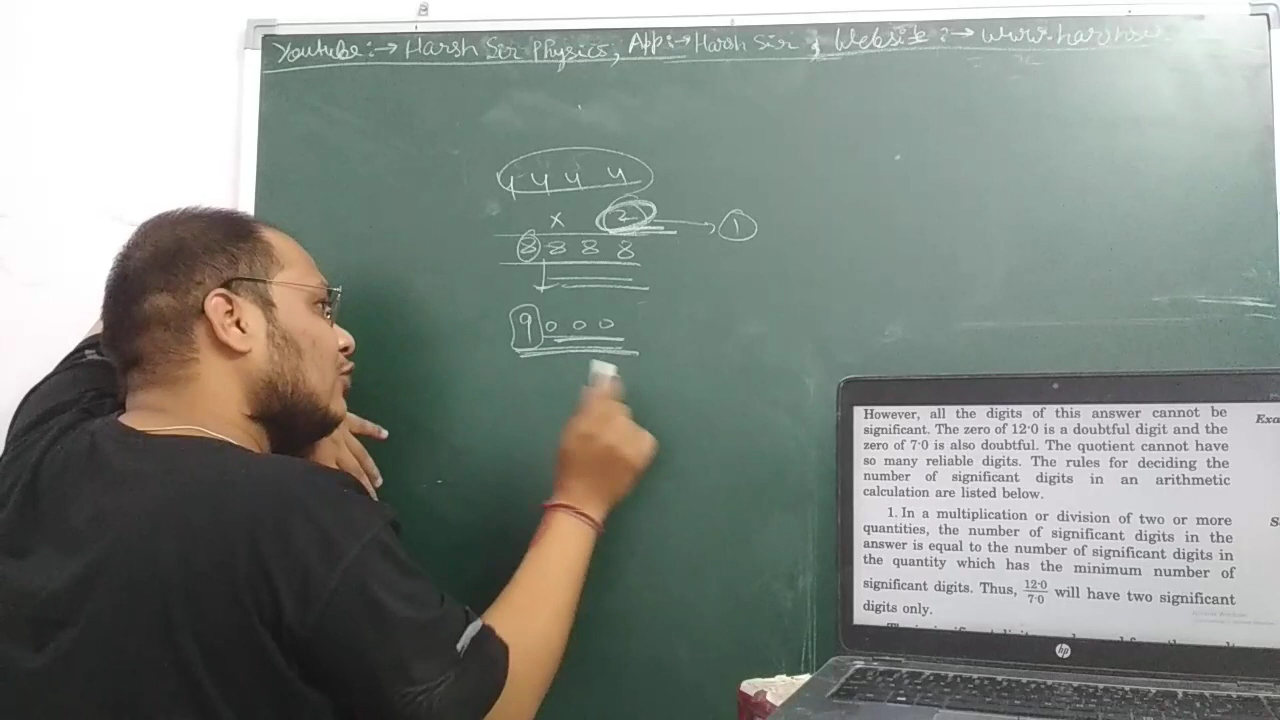 Youtube:→ Harsh Sir Physics, App:→ Harsh Sir & Website:→
4 4 4 4
× 2 → 1
8 8 8 8
9 0 0 0
However, all the digits of this answer cannot be
significant. The zero of 12·0 is a doubtful digit and the
zero of 7·0 is also doubtful. The quotient cannot have
so many reliable digits. The rules for deciding the
number of significant digits in an arithmetic
calculation are listed below.
1. In a multiplication or division of two or more
quantities, the number of significant digits in the
answer is equal to the number of significant digits in
the quantity which has the minimum number of
significant digits. Thus, 12·0/7·0 will have two significant
digits only.
Exa
S
hp